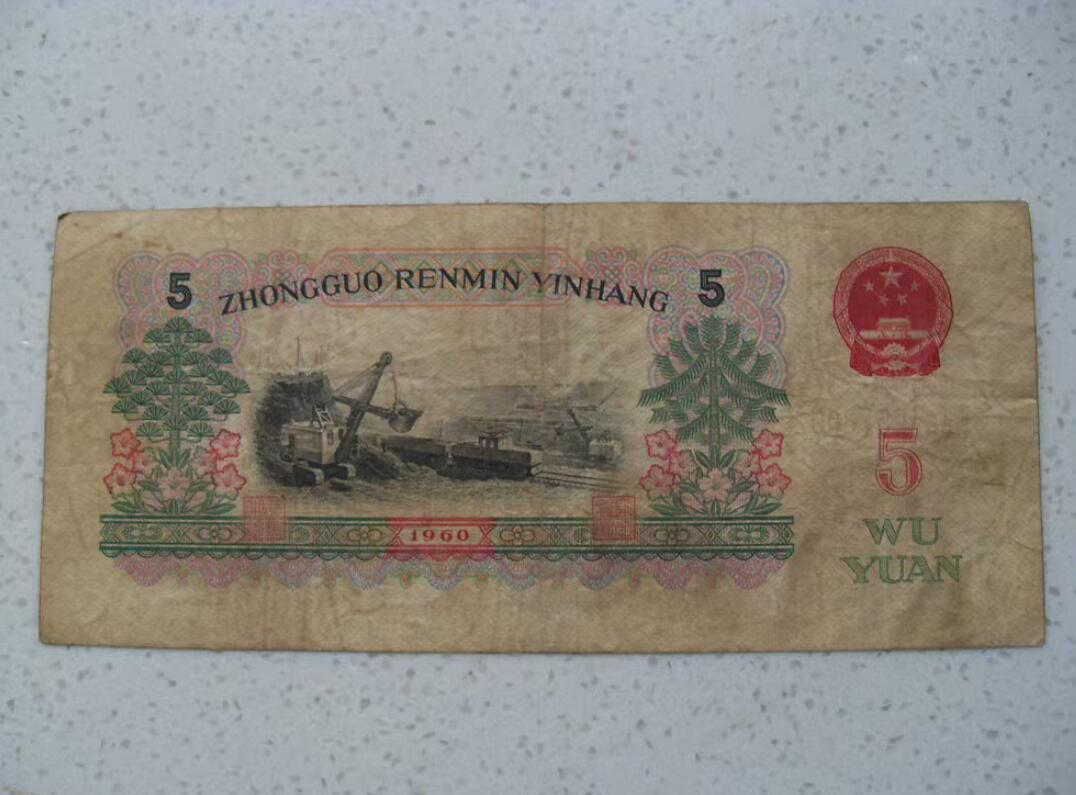 5 ZHONGGUO RENMIN YINHANG 5
1960
5
WU
YUAN